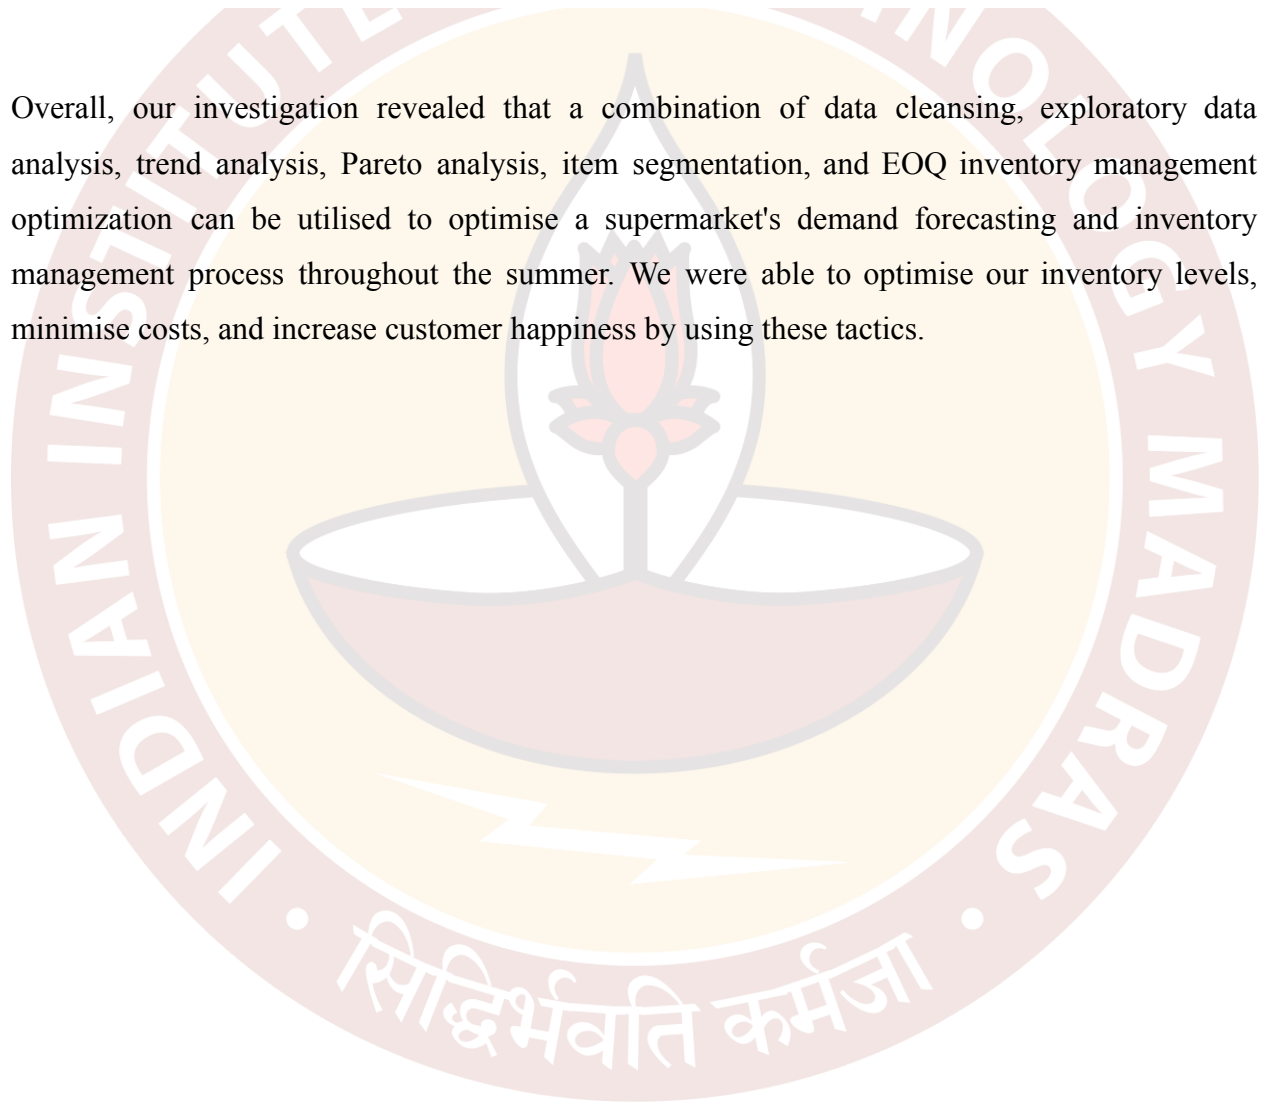 Overall, our investigation revealed that a combination of data cleansing, exploratory data
analysis, trend analysis, Pareto analysis, item segmentation, and EOQ inventory management
optimization can be utilised to optimise a supermarket's demand forecasting and inventory
management process throughout the summer. We were able to optimise our inventory levels,
minimise costs, and increase customer happiness by using these tactics.
INDIAN INSTITUTE NOLOGY MADRAS
सिद्धिर्भवति कर्मजा